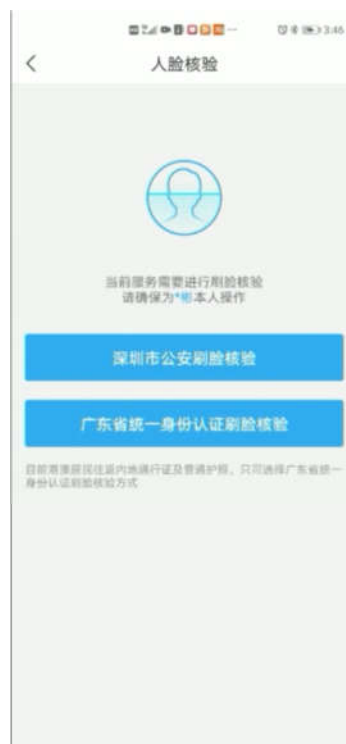 3:46
人脸核验
当前服务需要进行刷脸核验
请确保为*彬本人操作
深圳市公安刷脸核验
广东省统一身份认证刷脸核验
目前港澳居民往返内地通行证及普通护照，只可选择广东省统一
身份认证刷脸核验方式